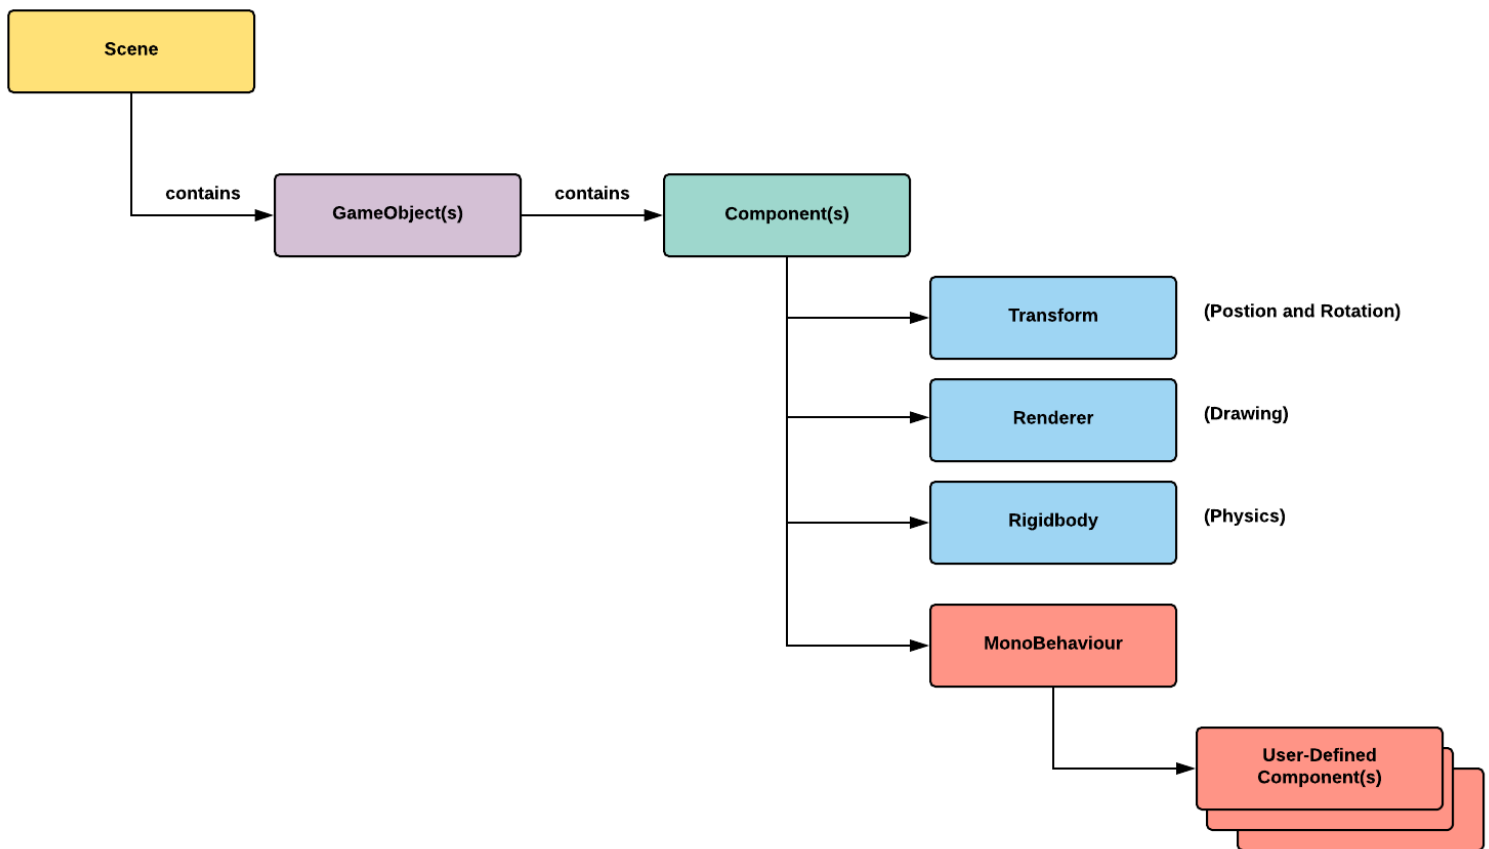 Scene
contains
GameObject(s)
contains
Component(s)
Transform
(Postion and Rotation)
Renderer
(Drawing)
Rigidbody
(Physics)
MonoBehaviour
User-Defined
Component(s)